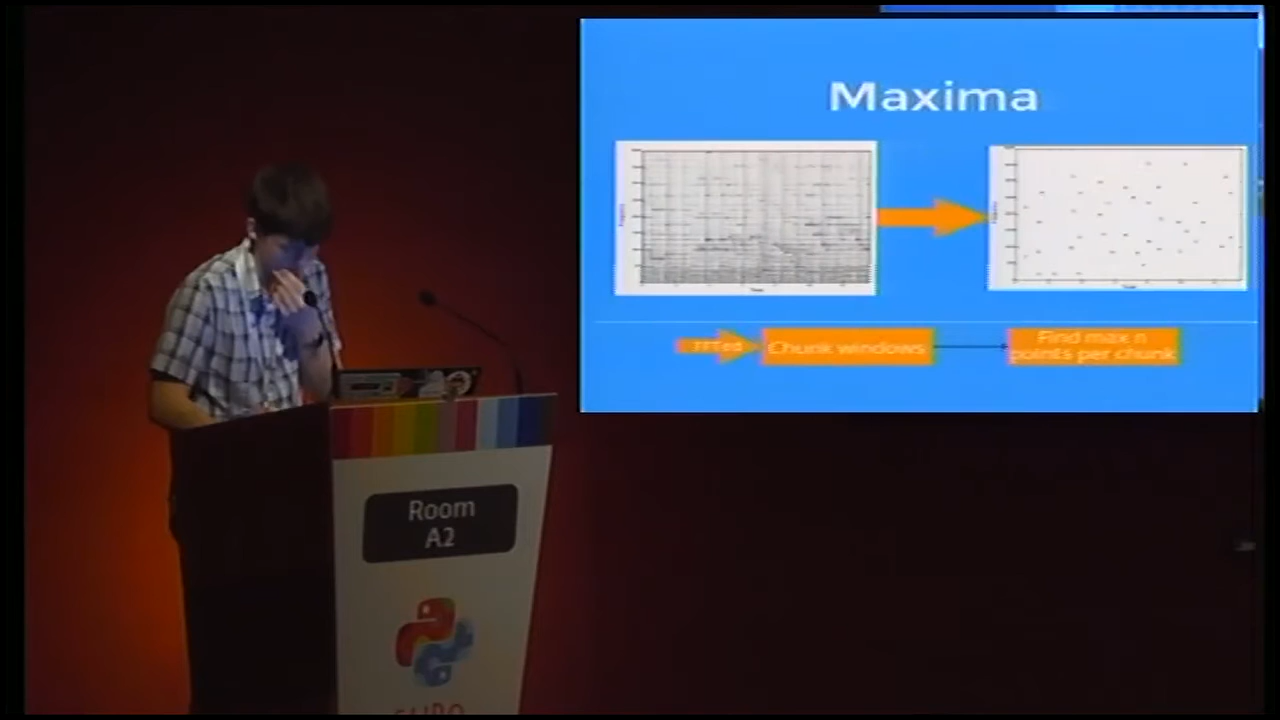 Maxima
FFTed
Chunk windows
Find max n
points per chunk
Room
A2